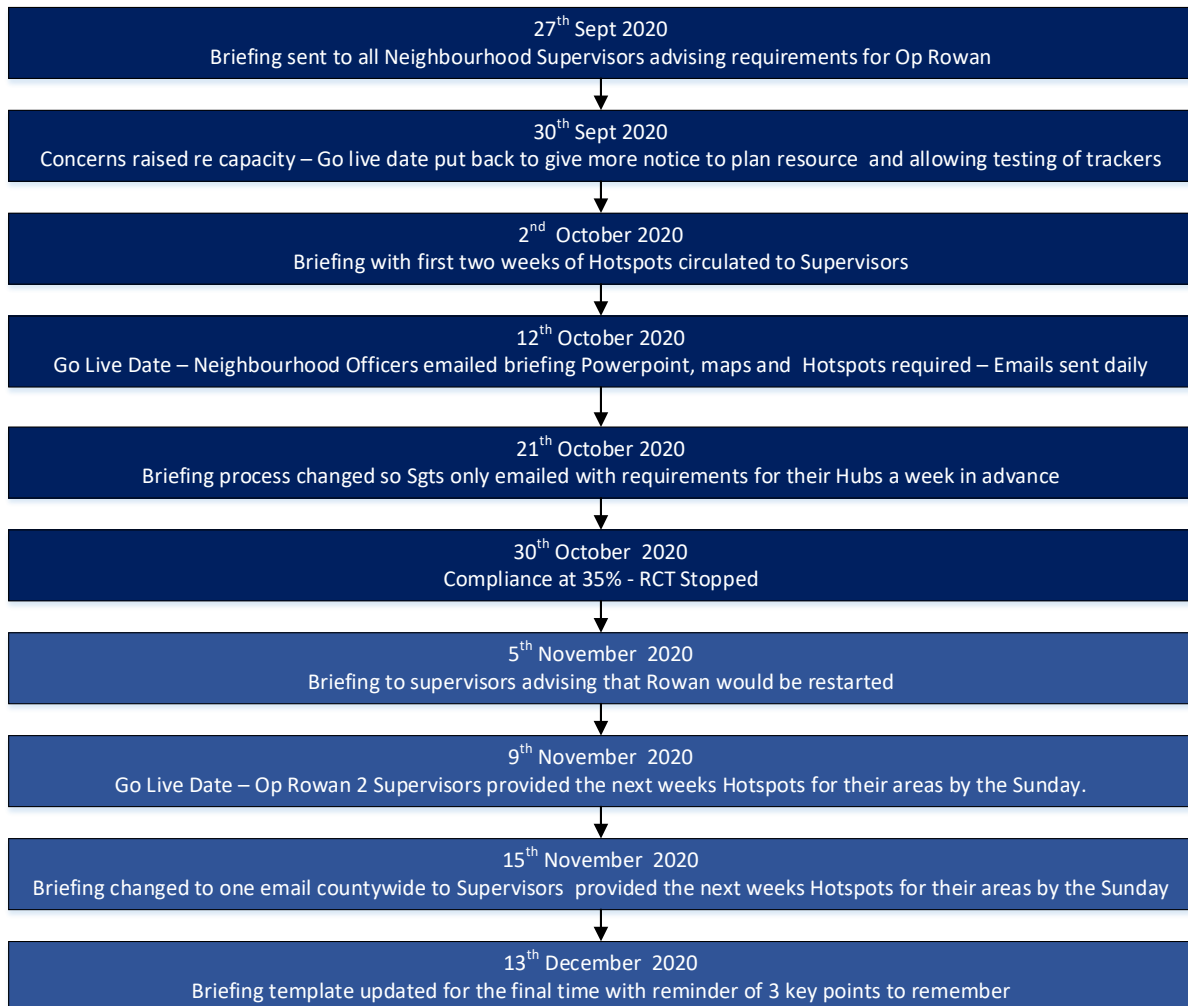 27th Sept 2020
Briefing sent to all Neighbourhood Supervisors advising requirements for Op Rowan
30th Sept 2020
Concerns raised re capacity – Go live date put back to give more notice to plan resource and allowing testing of trackers
2nd October 2020
Briefing with first two weeks of Hotspots circulated to Supervisors
12th October 2020
Go Live Date – Neighbourhood Officers emailed briefing Powerpoint, maps and Hotspots required – Emails sent daily
21th October 2020
Briefing process changed so Sgts only emailed with requirements for their Hubs a week in advance
30th October 2020
Compliance at 35% - RCT Stopped
5th November 2020
Briefing to supervisors advising that Rowan would be restarted
9th November 2020
Go Live Date – Op Rowan 2 Supervisors provided the next weeks Hotspots for their areas by the Sunday.
15th November 2020
Briefing changed to one email countywide to Supervisors provided the next weeks Hotspots for their areas by the Sunday
13th December 2020
Briefing template updated for the final time with reminder of 3 key points to remember